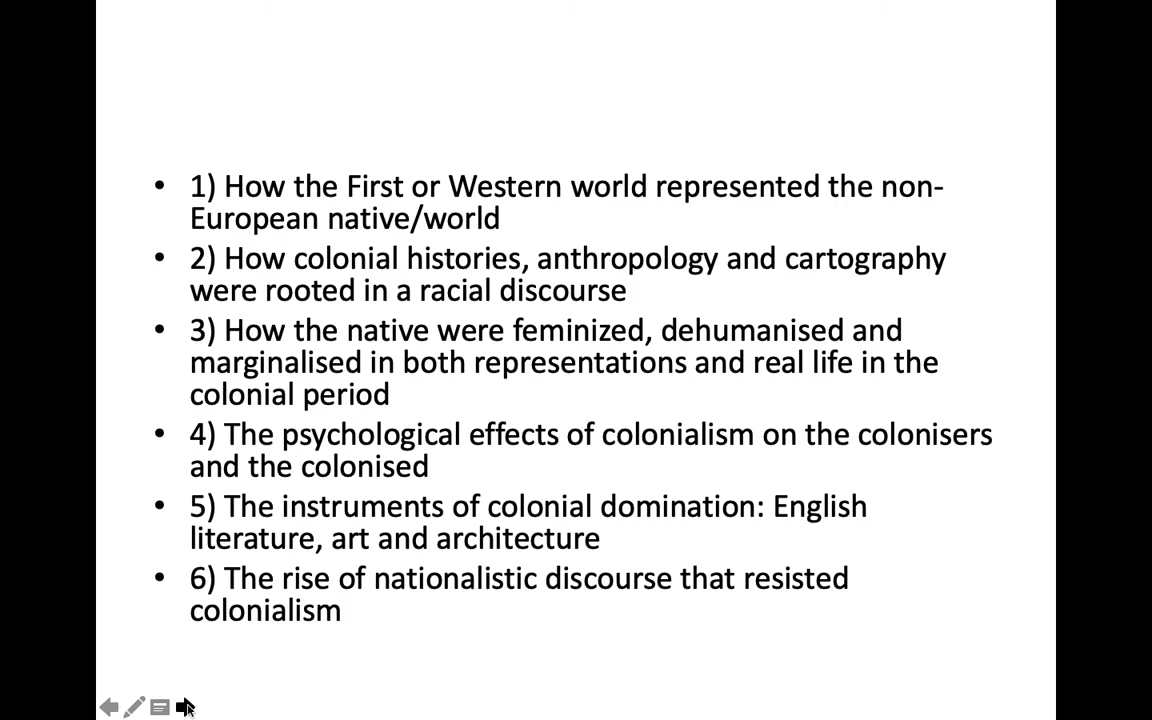 • 1) How the First or Western world represented the non-
European native/world
• 2) How colonial histories, anthropology and cartography
were rooted in a racial discourse
• 3) How the native were feminized, dehumanised and
marginalised in both representations and real life in the
colonial period
• 4) The psychological effects of colonialism on the colonisers
and the colonised
• 5) The instruments of colonial domination: English
literature, art and architecture
• 6) The rise of nationalistic discourse that resisted
colonialism